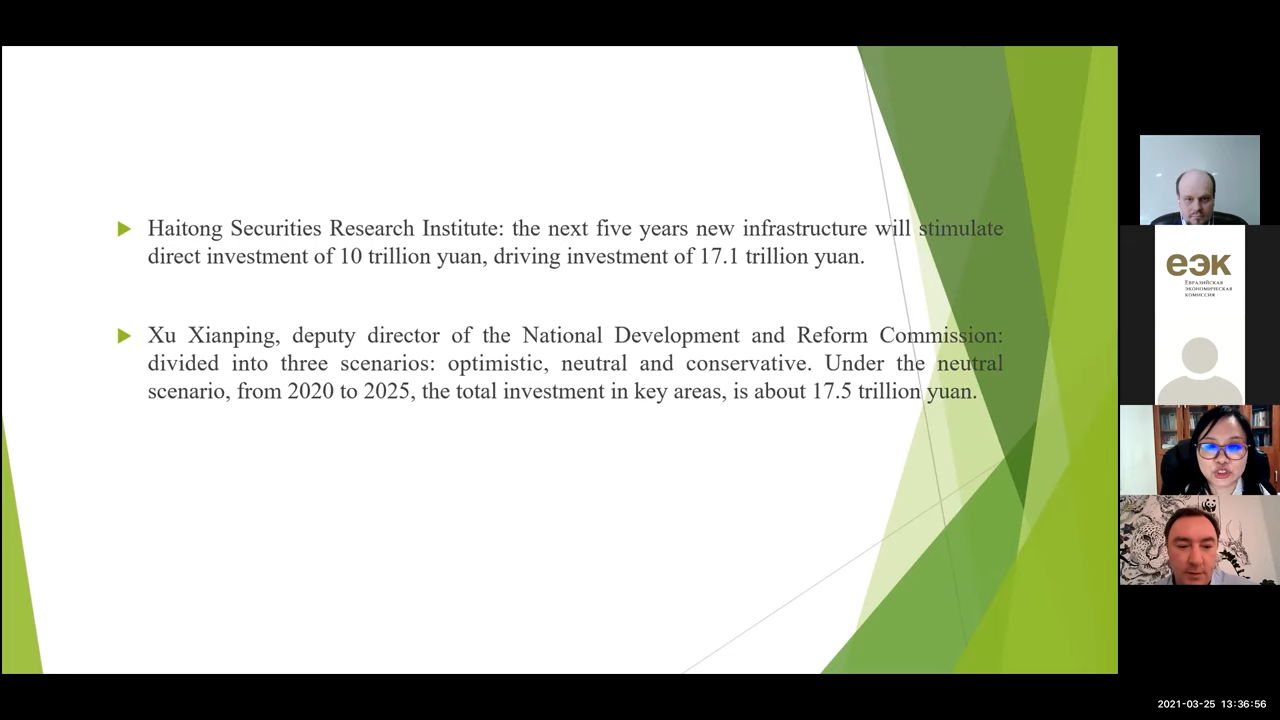 Haitong Securities Research Institute: the next five years new infrastructure will stimulate
direct investment of 10 trillion yuan, driving investment of 17.1 trillion yuan.
Xu Xianping, deputy director of the National Development and Reform Commission:
divided into three scenarios: optimistic, neutral and conservative. Under the neutral
scenario, from 2020 to 2025, the total investment in key areas, is about 17.5 trillion yuan.
еэк
ЕВРАЗИЙСКАЯ
ЭКОНОМИЧЕСКАЯ
КОМИССИЯ
2021-03-25 13:36:56